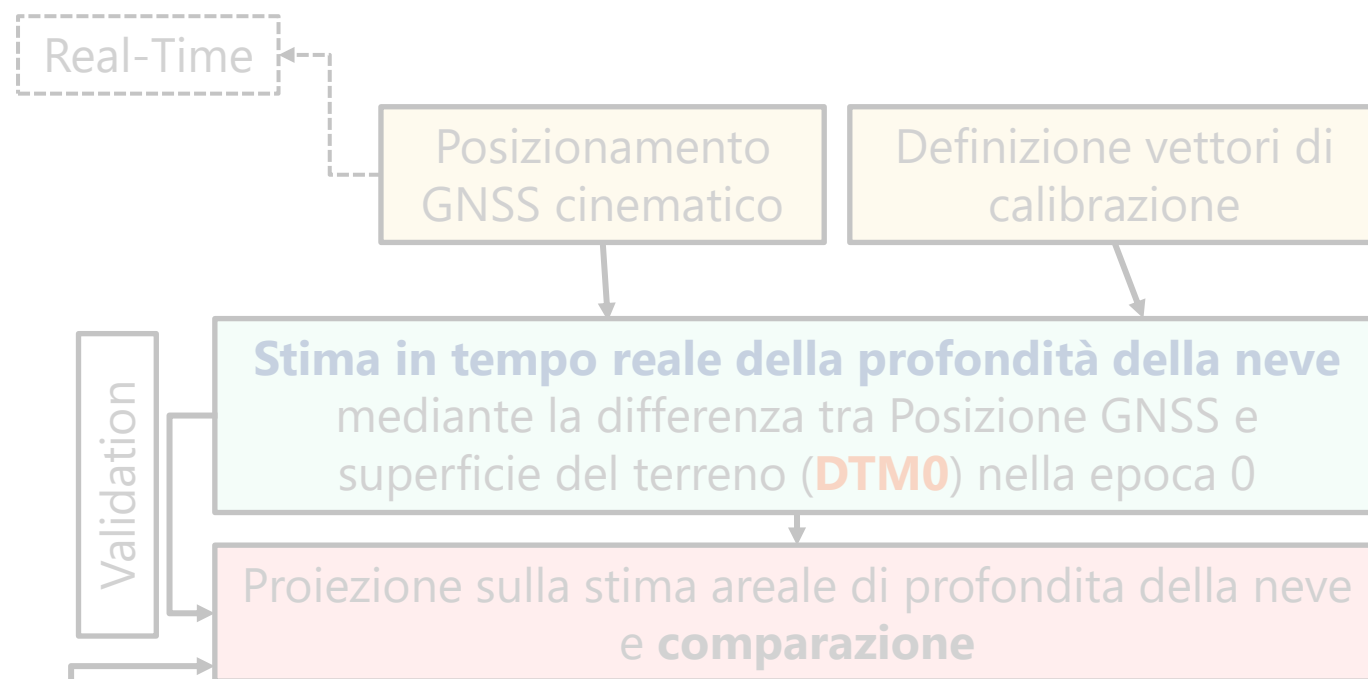 Real-Time
Posizionamento
GNSS cinematico
Definizione vettori di
calibrazione
Stima in tempo reale della profondità della neve
mediante la differenza tra Posizione GNSS e
superficie del terreno (DTM0) nella epoca 0
Validation
Proiezione sulla stima areale di profondita della neve
e comparazione